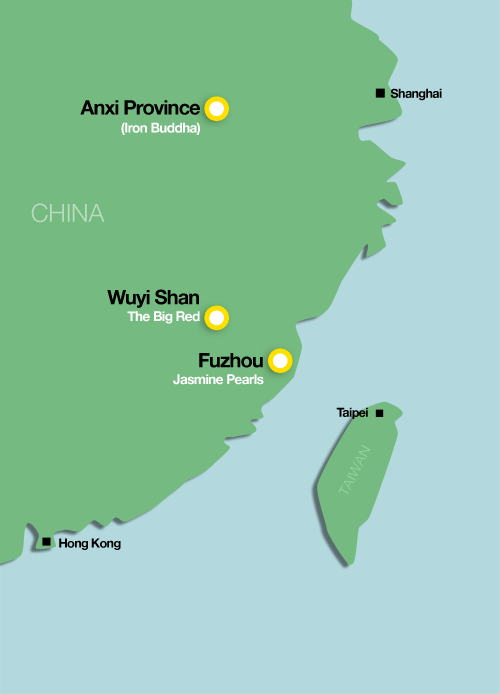 Shanghai
Anxi Province
(Iron Buddha)
CHINA
Wuyi Shan
The Big Red
Fuzhou
Jasmine Pearls
Taipei
TAIWAN
Hong Kong